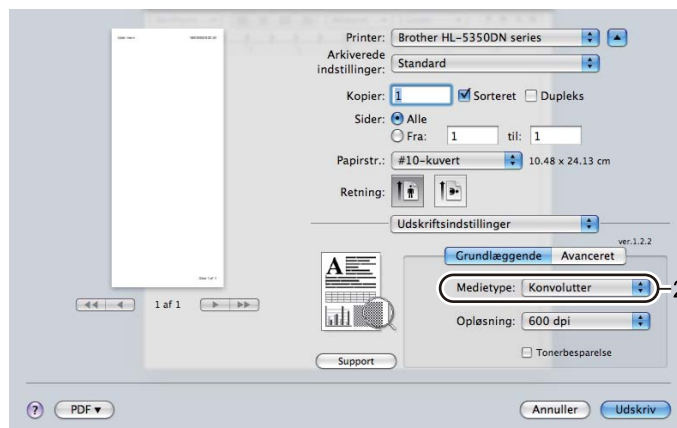 Printer: Brother HL-5350DN series
Arkiverede
indstillinger: Standard
Kopier: 1 Sorteret Dupleks
Sider: Alle
Fra: 1 til: 1
Papirstr.: #10-kuvert 10.48 x 24.13 cm
Retning:
Udskriftsindstillinger
ver.1.2.2
Grundlæggende Avanceret
Medietype: Konvolutter 2
1 af 1
Opløsning: 600 dpi
Tonerbesparelse
Support
? PDF Annuller Udskriv